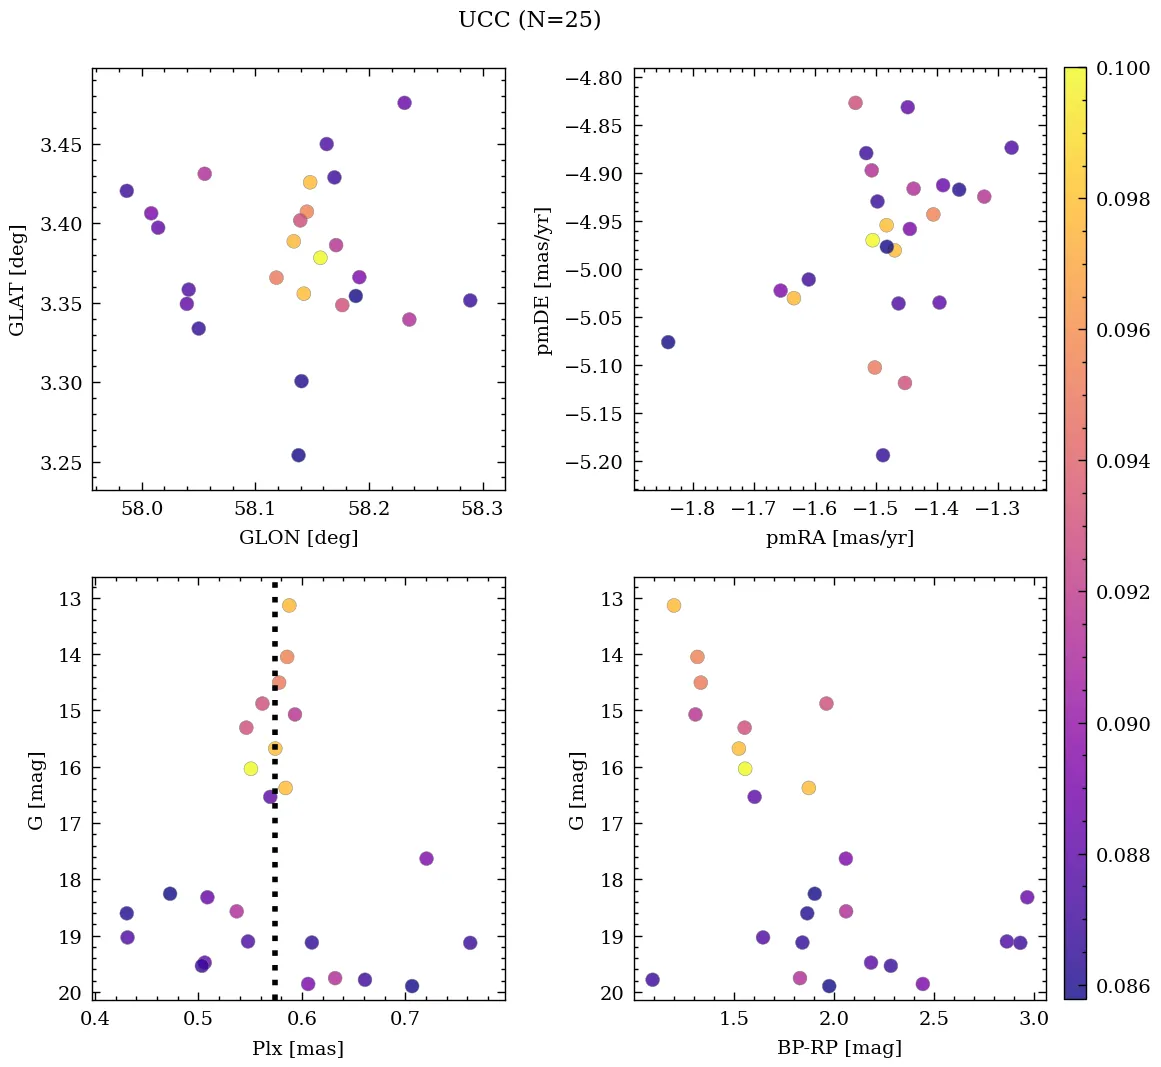 UCC (N=25)
3.45
3.40
3.35
3.30
3.25
GLAT [deg]
58.0 58.1 58.2 58.3
GLON [deg]
−4.80
−4.85
−4.90
−4.95
−5.00
−5.05
−5.10
−5.15
−5.20
pmDE [mas/yr]
−1.8 −1.7 −1.6 −1.5 −1.4 −1.3
pmRA [mas/yr]
13
14
15
16
17
18
19
20
G [mag]
0.4 0.5 0.6 0.7
Plx [mas]
13
14
15
16
17
18
19
20
G [mag]
1.5 2.0 2.5 3.0
BP-RP [mag]
0.100
0.098
0.096
0.094
0.092
0.090
0.088
0.086